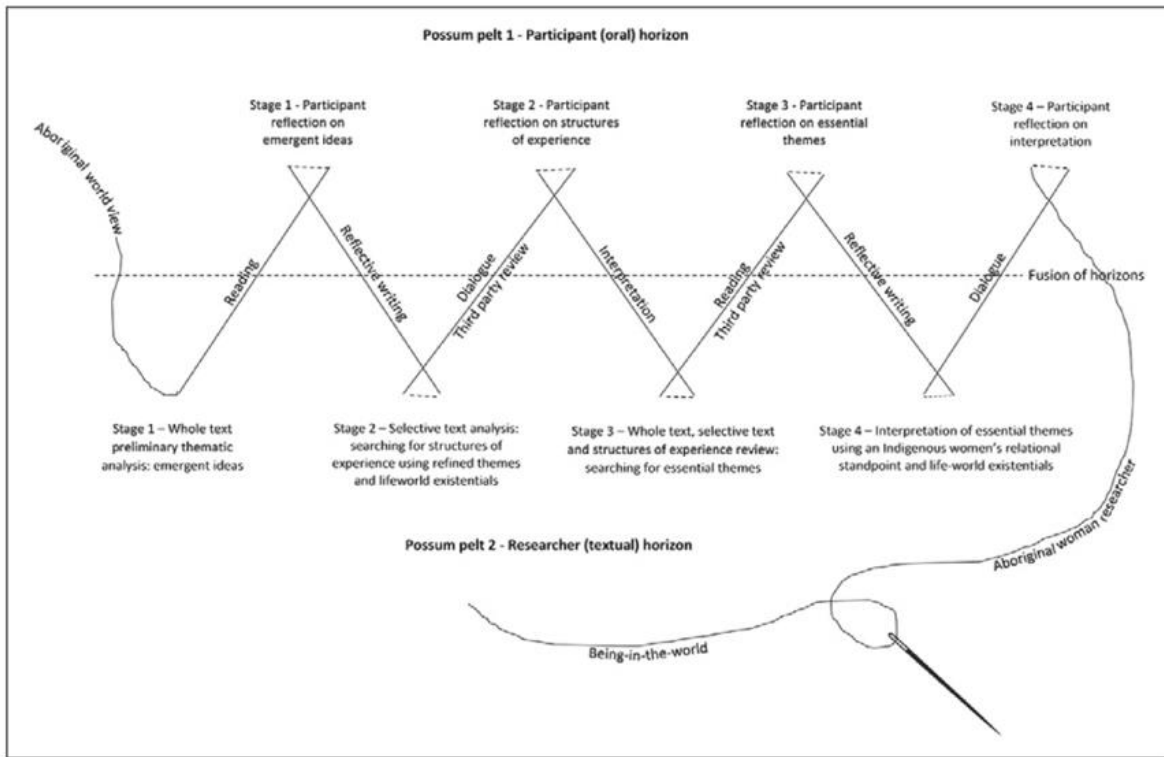 Possum pelt 1 - Participant (oral) horizon
Stage 1 - Participant
reflection on
emergent ideas
Stage 2 - Participant
reflection on structures
of experience
Stage 3 - Participant
reflection on essential
themes
Stage 4 – Participant
reflection on
interpretation
Aboriginal world view
Reading
Reflective writing
Dialogue
Third party review
Interpretation
Reading
Third party review
Reflective writing
Dialogue
Fusion of horizons
Stage 1 – Whole text
preliminary thematic
analysis: emergent ideas
Stage 2 – Selective text analysis:
searching for structures of
experience using refined themes
and lifeworld existentials
Stage 3 – Whole text, selective text
and structures of experience review:
searching for essential themes
Stage 4 – Interpretation of essential themes
using an Indigenous women's relational
standpoint and life-world existentials
Aboriginal woman researcher
Possum pelt 2 - Researcher (textual) horizon
Being-in-the-world